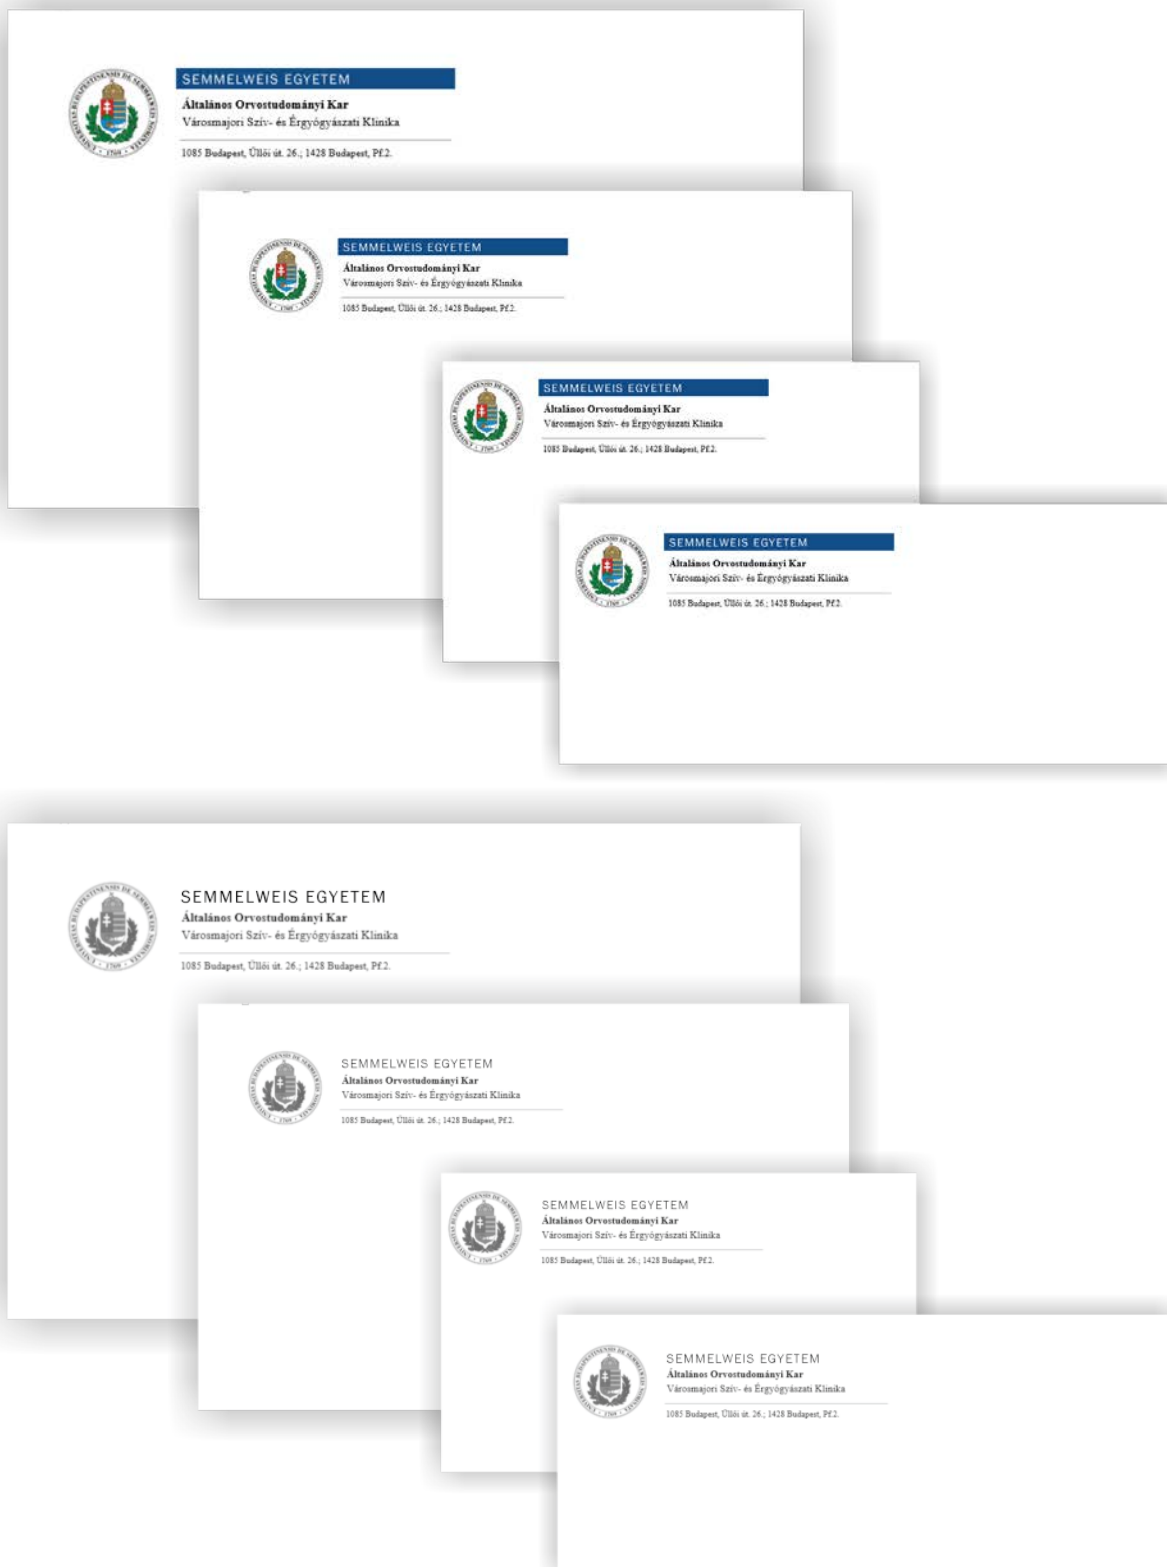 SEMMELWEIS EGYETEM
Általános Orvostudományi Kar
Városmajori Szív- és Érgyógyászati Klinika
1085 Budapest, Üllői út. 26.; 1428 Budapest, Pf.2.
SEMMELWEIS EGYETEM
Általános Orvostudományi Kar
Városmajori Szív- és Érgyógyászati Klinika
1085 Budapest, Üllői út. 26.; 1428 Budapest, Pf.2.
SEMMELWEIS EGYETEM
Általános Orvostudományi Kar
Városmajori Szív- és Érgyógyászati Klinika
1085 Budapest, Üllői út. 26.; 1428 Budapest, Pf.2.
SEMMELWEIS EGYETEM
Általános Orvostudományi Kar
Városmajori Szív- és Érgyógyászati Klinika
1085 Budapest, Üllői út. 26.; 1428 Budapest, Pf.2.
SEMMELWEIS EGYETEM
Általános Orvostudományi Kar
Városmajori Szív- és Érgyógyászati Klinika
1085 Budapest, Üllői út. 26.; 1428 Budapest, Pf.2.
SEMMELWEIS EGYETEM
Általános Orvostudományi Kar
Városmajori Szív- és Érgyógyászati Klinika
1085 Budapest, Üllői út. 26.; 1428 Budapest, Pf.2.
SEMMELWEIS EGYETEM
Általános Orvostudományi Kar
Városmajori Szív- és Érgyógyászati Klinika
1085 Budapest, Üllői út. 26.; 1428 Budapest, Pf.2.
SEMMELWEIS EGYETEM
Általános Orvostudományi Kar
Városmajori Szív- és Érgyógyászati Klinika
1085 Budapest, Üllői út. 26.; 1428 Budapest, Pf.2.